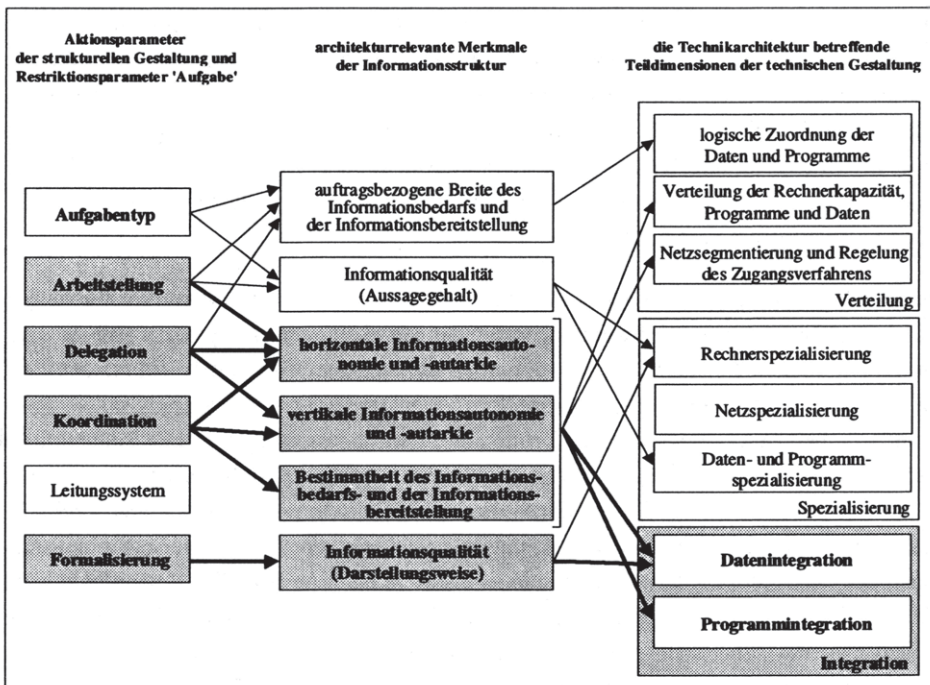 Aktionsparameter
der strukturellen Gestaltung und
Restriktionsparameter 'Aufgabe'
architekturrelevante Merkmale
der Informationsstruktur
die Technikarchitektur betreffende
Teildimensionen der technischen Gestaltung
Aufgabentyp
Arbeitstellung
Delegation
Koordination
Leitungssystem
Formalisierung
auftragsbezogene Breite des
Informationsbedarfs und
der Informationsbereitstellung
Informationsqualität
(Aussagegehalt)
horizontale Informationsauto-
nomie und -autarkie
vertikale Informationsautonomie
und -autarkie
Bestimmtheit des Informations-
bedarfs- und der Informations-
bereitstellung
Informationsqualität
(Darstellungsweise)
logische Zuordnung der
Daten und Programme
Verteilung der Rechnerkapazität,
Programme und Daten
Netzsegmentierung und Regelung
des Zugangsverfahrens
Verteilung
Rechnerspezialisierung
Netzspezialisierung
Daten- und Programm-
spezialisierung
Spezialisierung
Datenintegration
Programmintegration
Integration